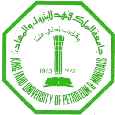 جامعة الملك فهد للبترول والمعادن
1963
KING FAHD UNIVERSITY OF PETROLEUM & MINERALS